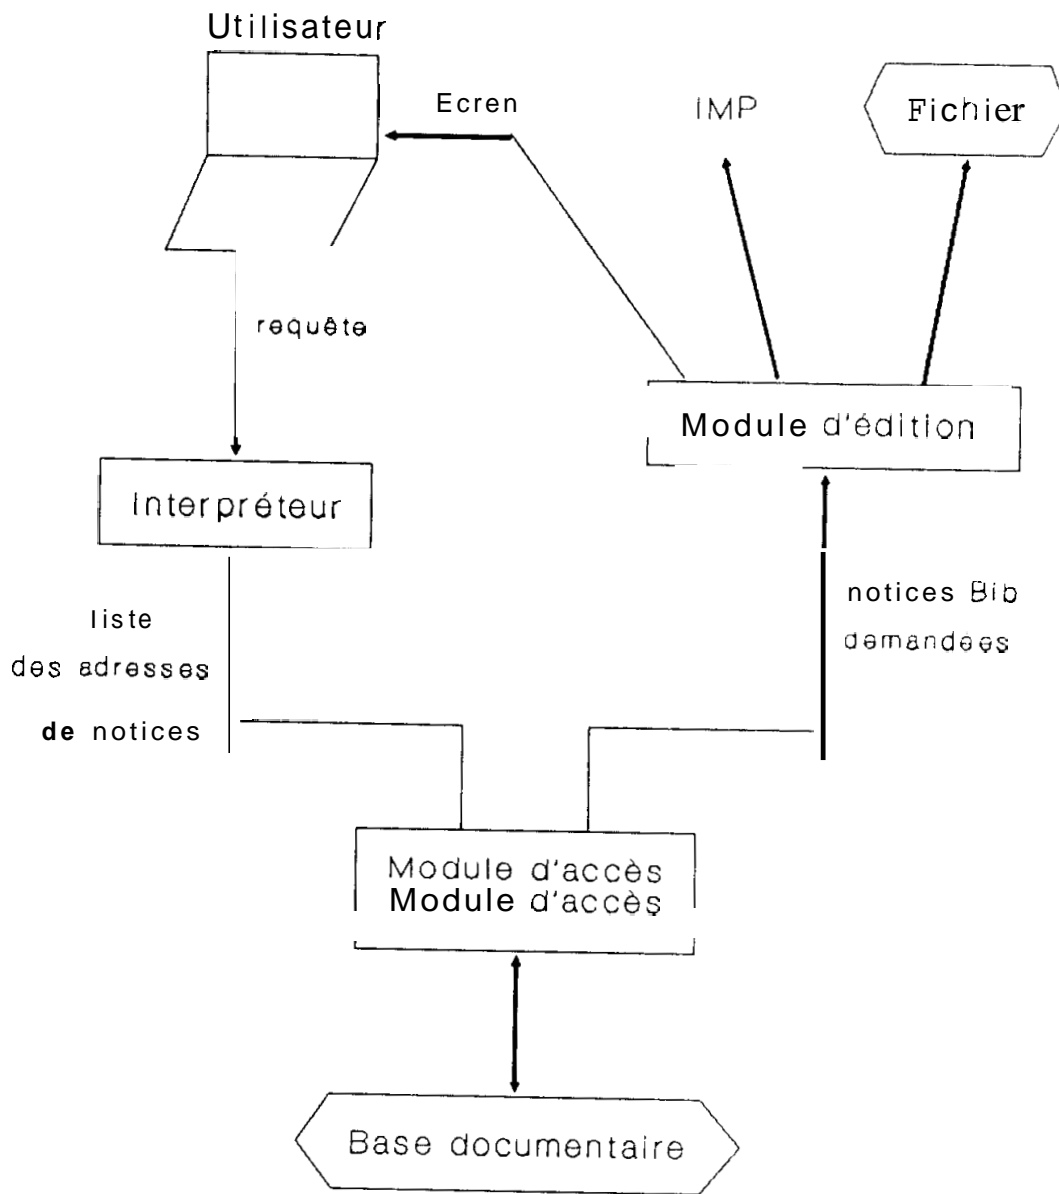 Utilisateur
Ecren
IMP
Fichier
requête
Module d'édition
Interpréteur
liste
des adresses
de notices
notices Bib
demandees
Module d'accès
Module d'accès
Base documentaire